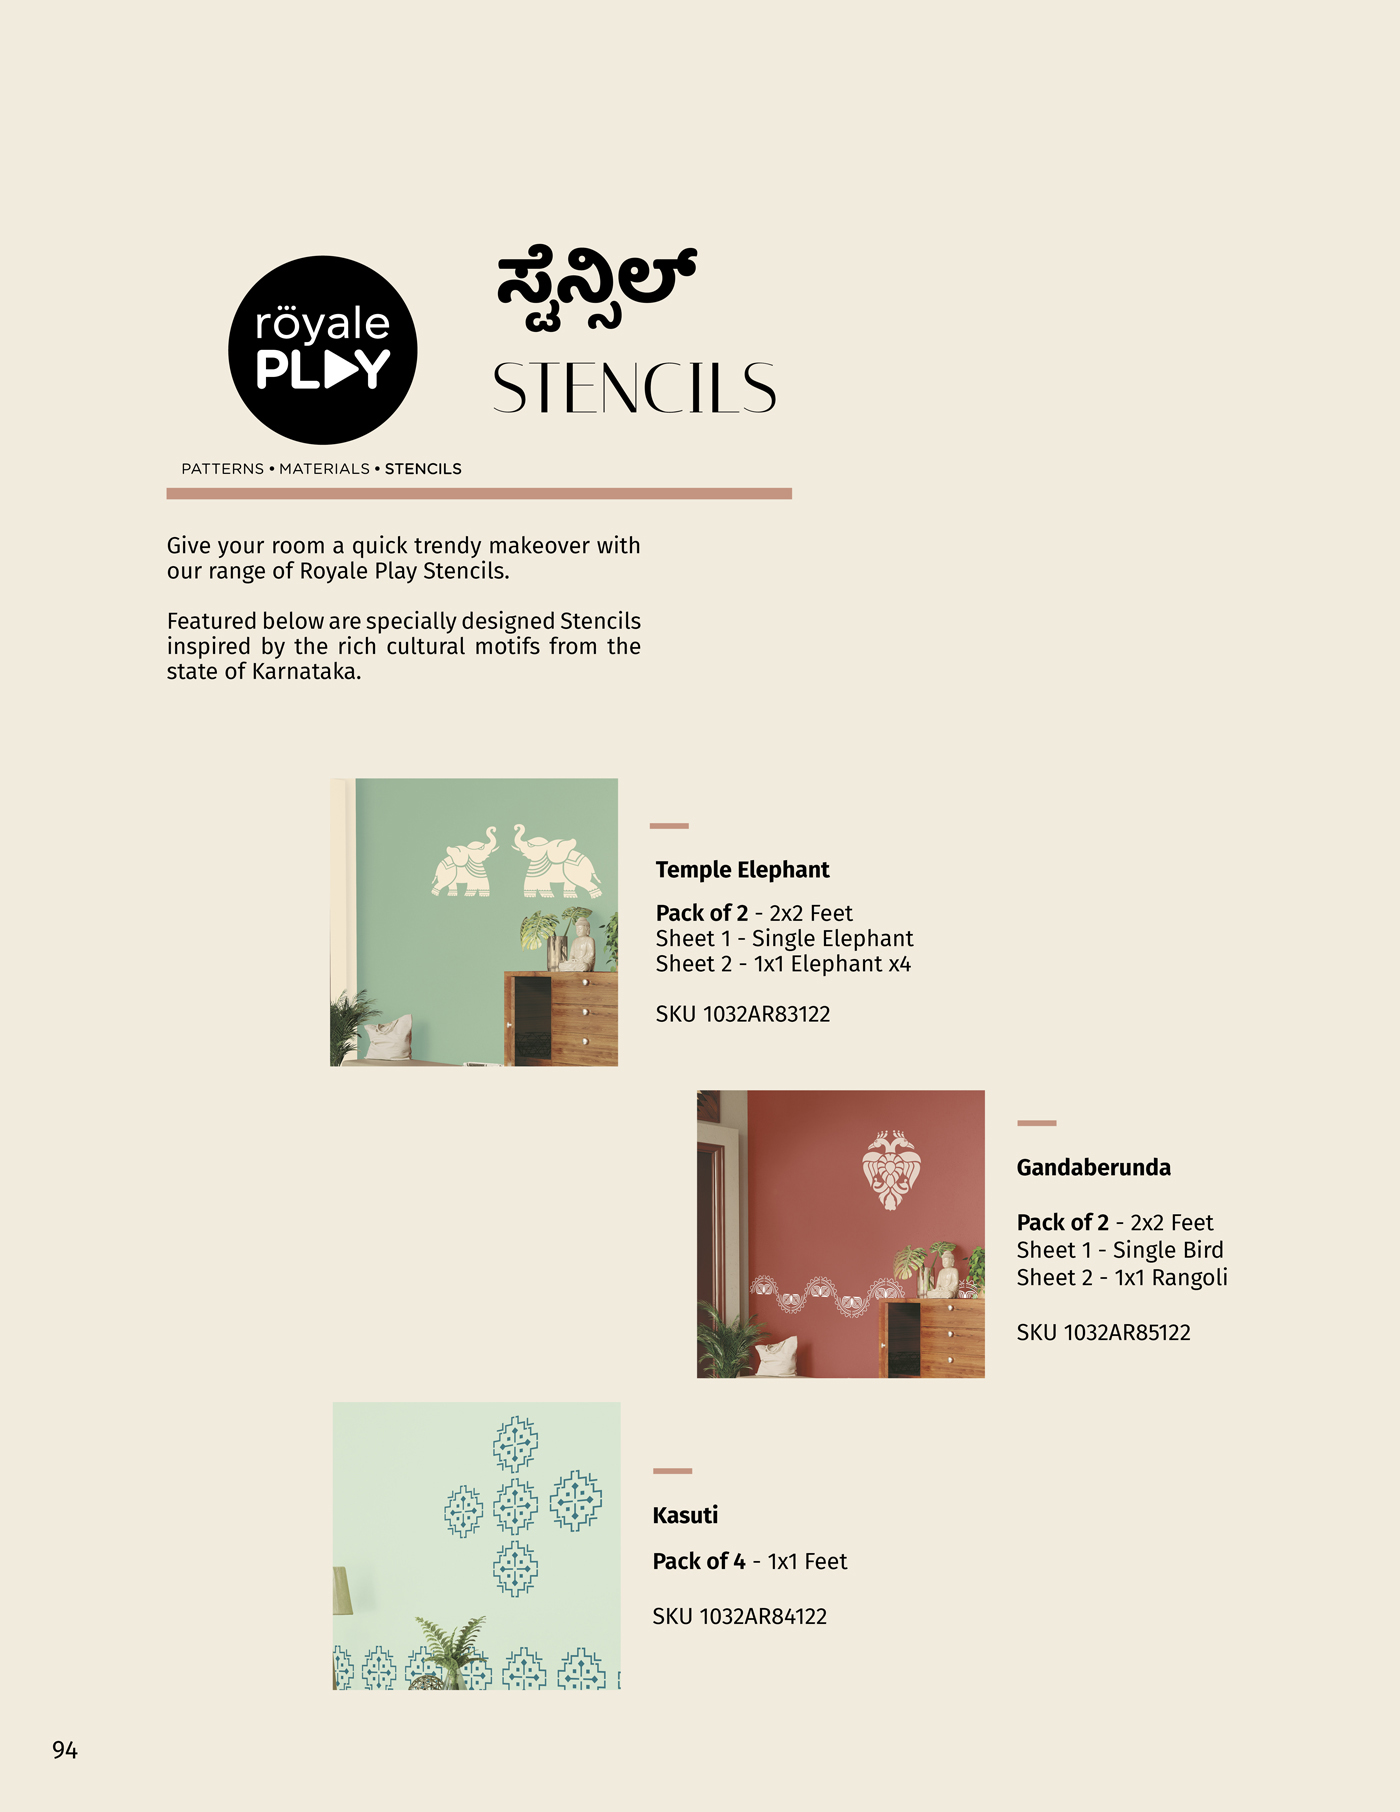 röyale
PLAY
ಸ್ಟೆನ್ಸಿಲ್
STENCILS
PATTERNS • MATERIALS • STENCILS
Give your room a quick trendy makeover with
our range of Royale Play Stencils.
Featured below are specially designed Stencils
inspired by the rich cultural motifs from the
state of Karnataka.
Temple Elephant
Pack of 2 - 2x2 Feet
Sheet 1 - Single Elephant
Sheet 2 - 1x1 Elephant x4
SKU 1032AR83122
Gandaberunda
Pack of 2 - 2x2 Feet
Sheet 1 - Single Bird
Sheet 2 - 1x1 Rangoli
SKU 1032AR85122
Kasuti
Pack of 4 - 1x1 Feet
SKU 1032AR84122
94